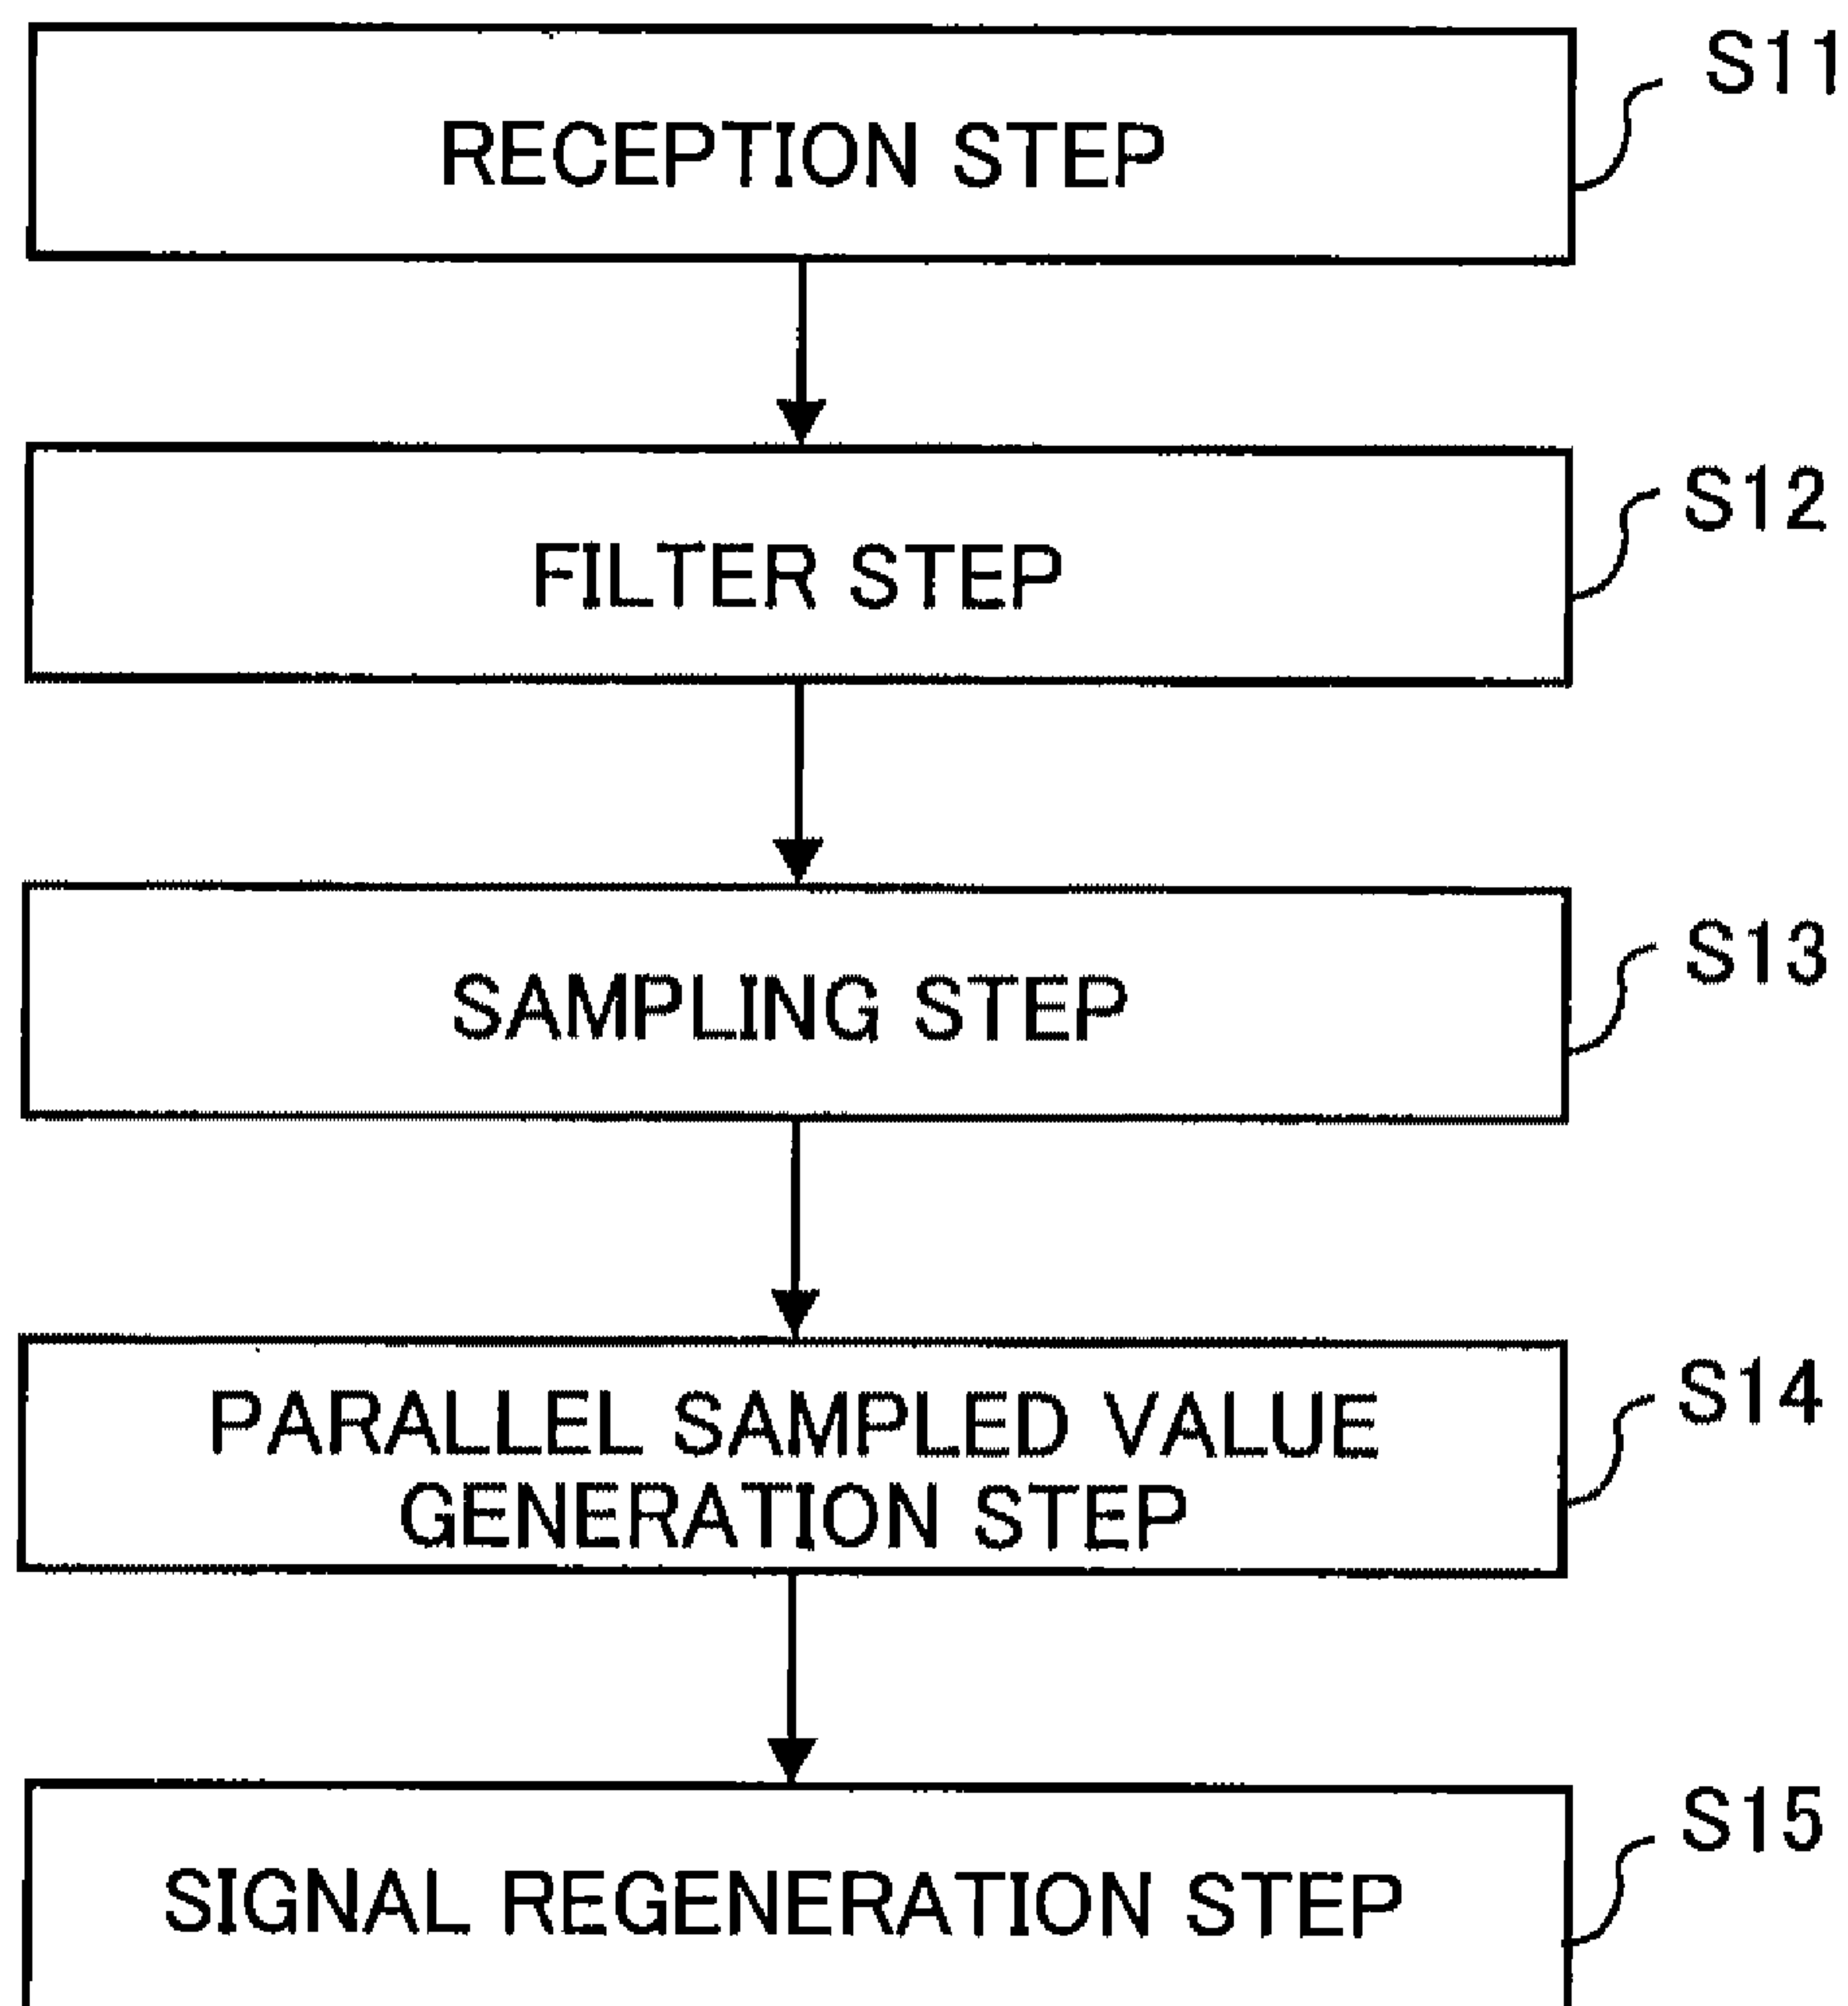 RECEPTION STEP
S11
FILTER STEP
S12
SAMPLING STEP
S13
PARALLEL SAMPLED VALUE
GENERATION STEP
S14
SIGNAL REGENERATION STEP
S15